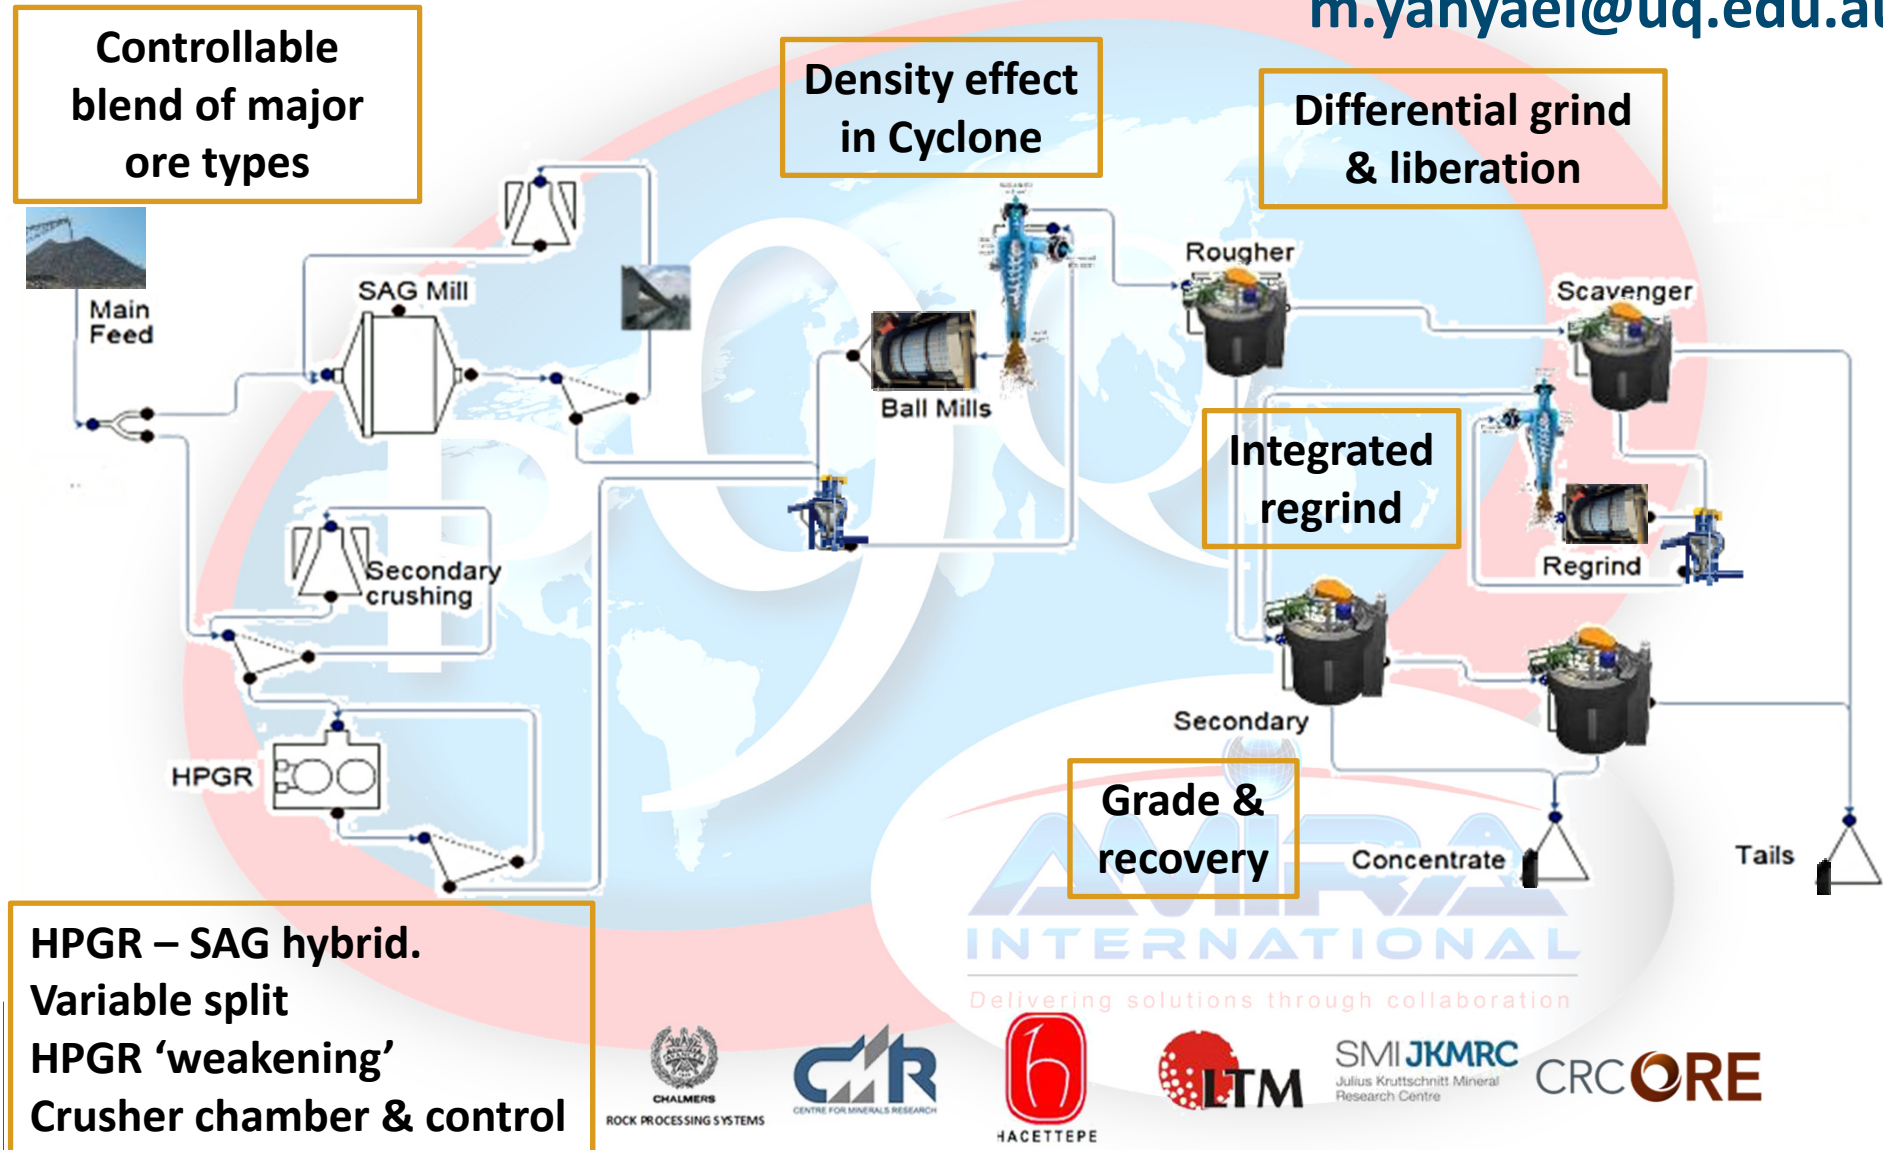 m.yahyaei@uq.edu.au
Controllable
blend of major
ore types
Density effect
in Cyclone
Differential grind
& liberation
Main
Feed
SAG Mill
Rougher
Scavenger
Ball Mills
Integrated
regrind
Regrind
Secondary
crushing
Secondary
HPGR
Grade &
recovery
Concentrate
Tails
P9Q
AMIRA
INTERNATIONAL
Delivering solutions through collaboration
HPGR – SAG hybrid.
Variable split
HPGR ‘weakening’
Crusher chamber & control
CHALMERS
ROCK PROCESSING SYSTEMS
CMR
CENTRE FOR MINERALS RESEARCH
HACETTEPE
LTM
SMI JKMRC
Julius Kruttschnitt Mineral
Research Centre
CRC ORE